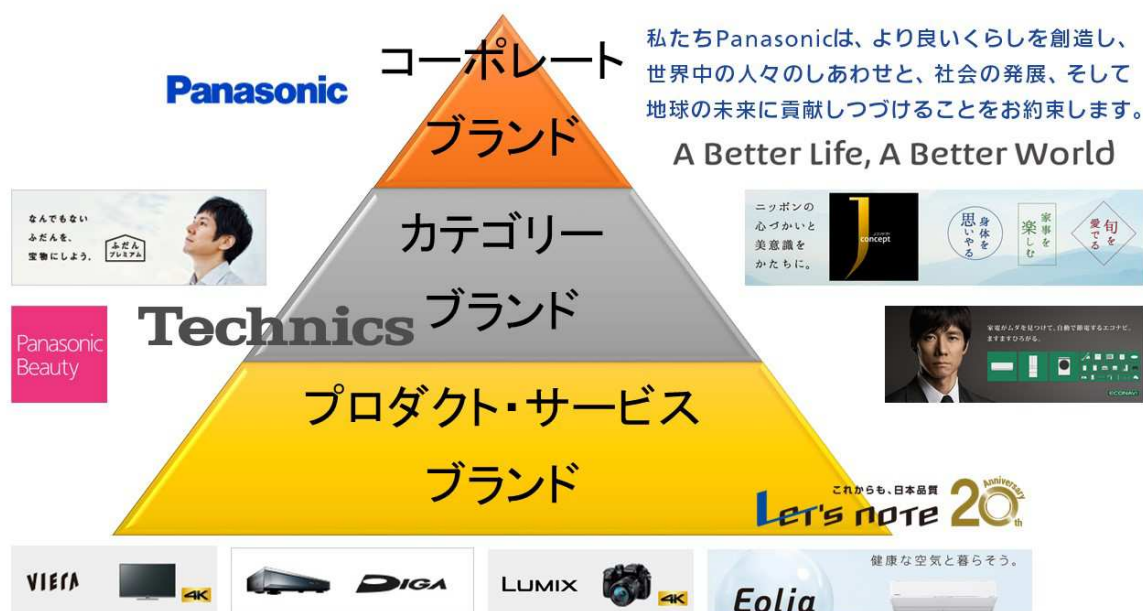 コーポレート
ブランド
Panasonic
私たちPanasonicは、より良いくらしを創造し、
世界中の人々のしあわせと、社会の発展、そして
地球の未来に貢献しつづけることをお約束します。
A Better Life, A Better World
なんでもない
ふだんを、
宝物にしよう。
ふだん
プレミアム
カテゴリー
ブランド
ニッポンの
心づかいと
美意識を
かたちに。
J
concept
身体を
思いやる
家事を
楽しむ
旬を
愛でる
Panasonic
Beauty
Technics
家電がムダを見つけて、自動で節電するエコナビ。
ますますひろがる。
ECONAVI
プロダクト・サービス
ブランド
これからも、日本品質
Let's note
20th
Anniversary
VIERA
4K
DIGA
LUMIX
4K
健康な空気と暮らそう。
Eolia